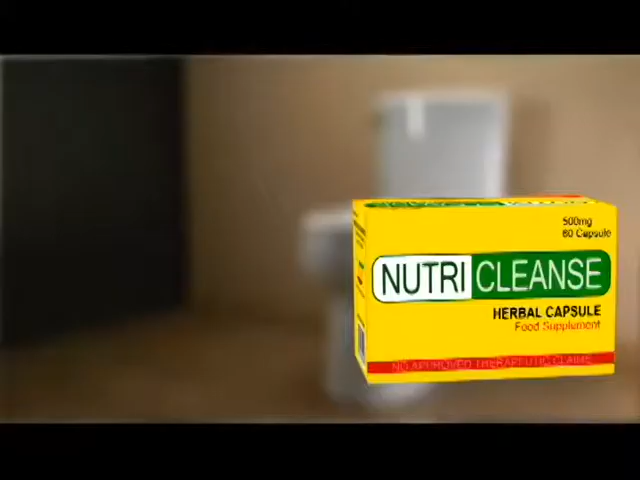 500mg
60 Capsule
NUTRI CLEANSE
HERBAL CAPSULE
Food Supplement
NO APPROVED THERAPEUTIC CLAIMS